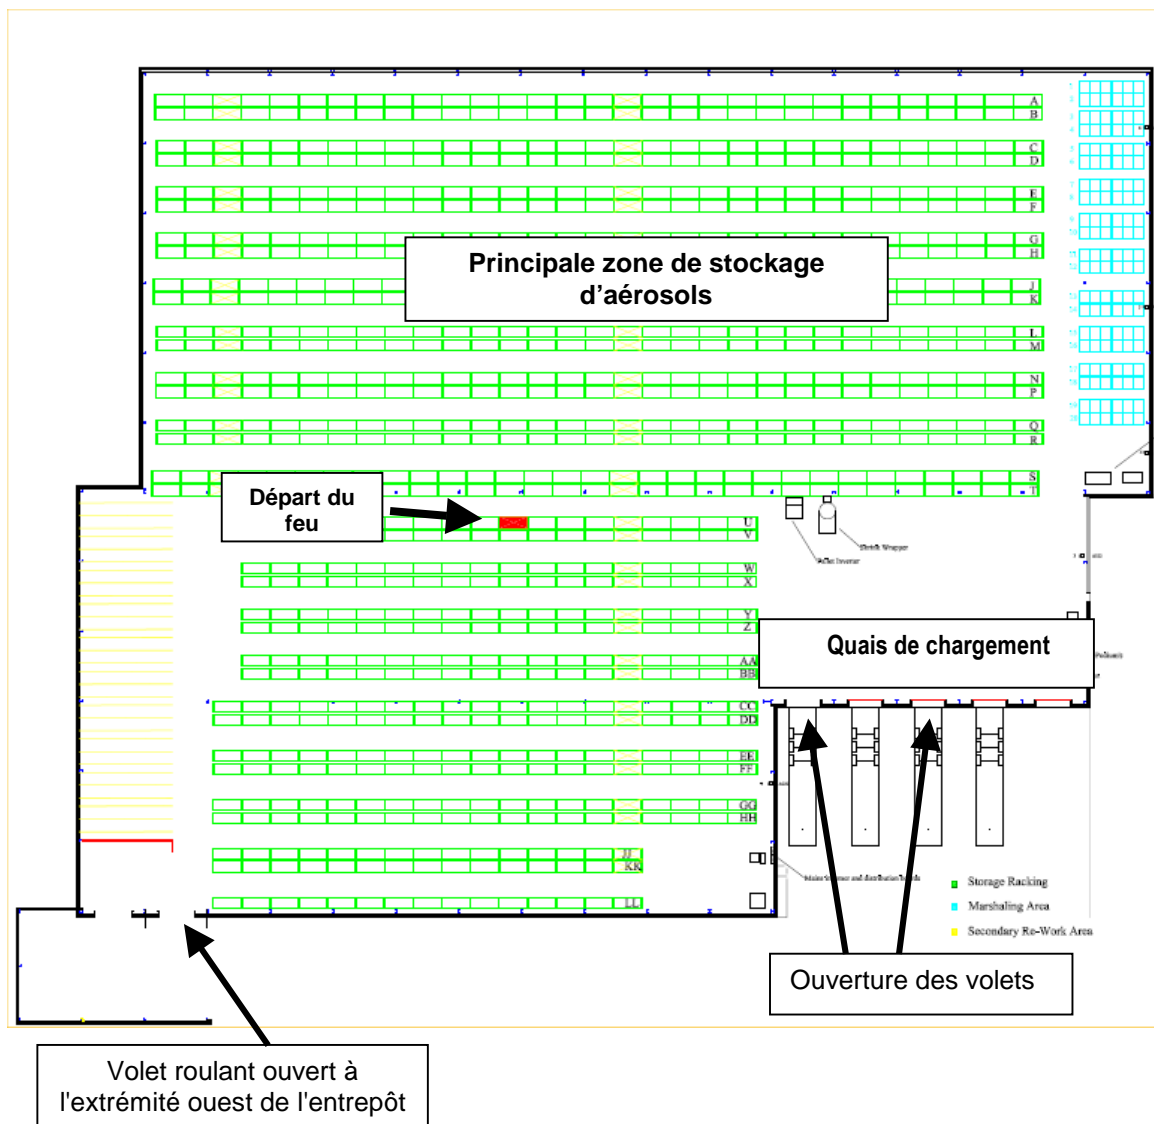 A
B
C
D
E
F
G
H
Principale zone de stockage
d'aérosols
J
K
L
M
N
P
Q
R
S
T
Départ du
feu
U
V
Shrink Wrapper
W
X
Y
Z
Quais de chargement
AA
BB
CC
DD
EE
FF
GG
HH
JJ
KK
LL
Storage Racking
Marshaling Area
Secondary Re-Work Area
Ouverture des volets
Volet roulant ouvert à
l'extrémité ouest de l'entrepôt